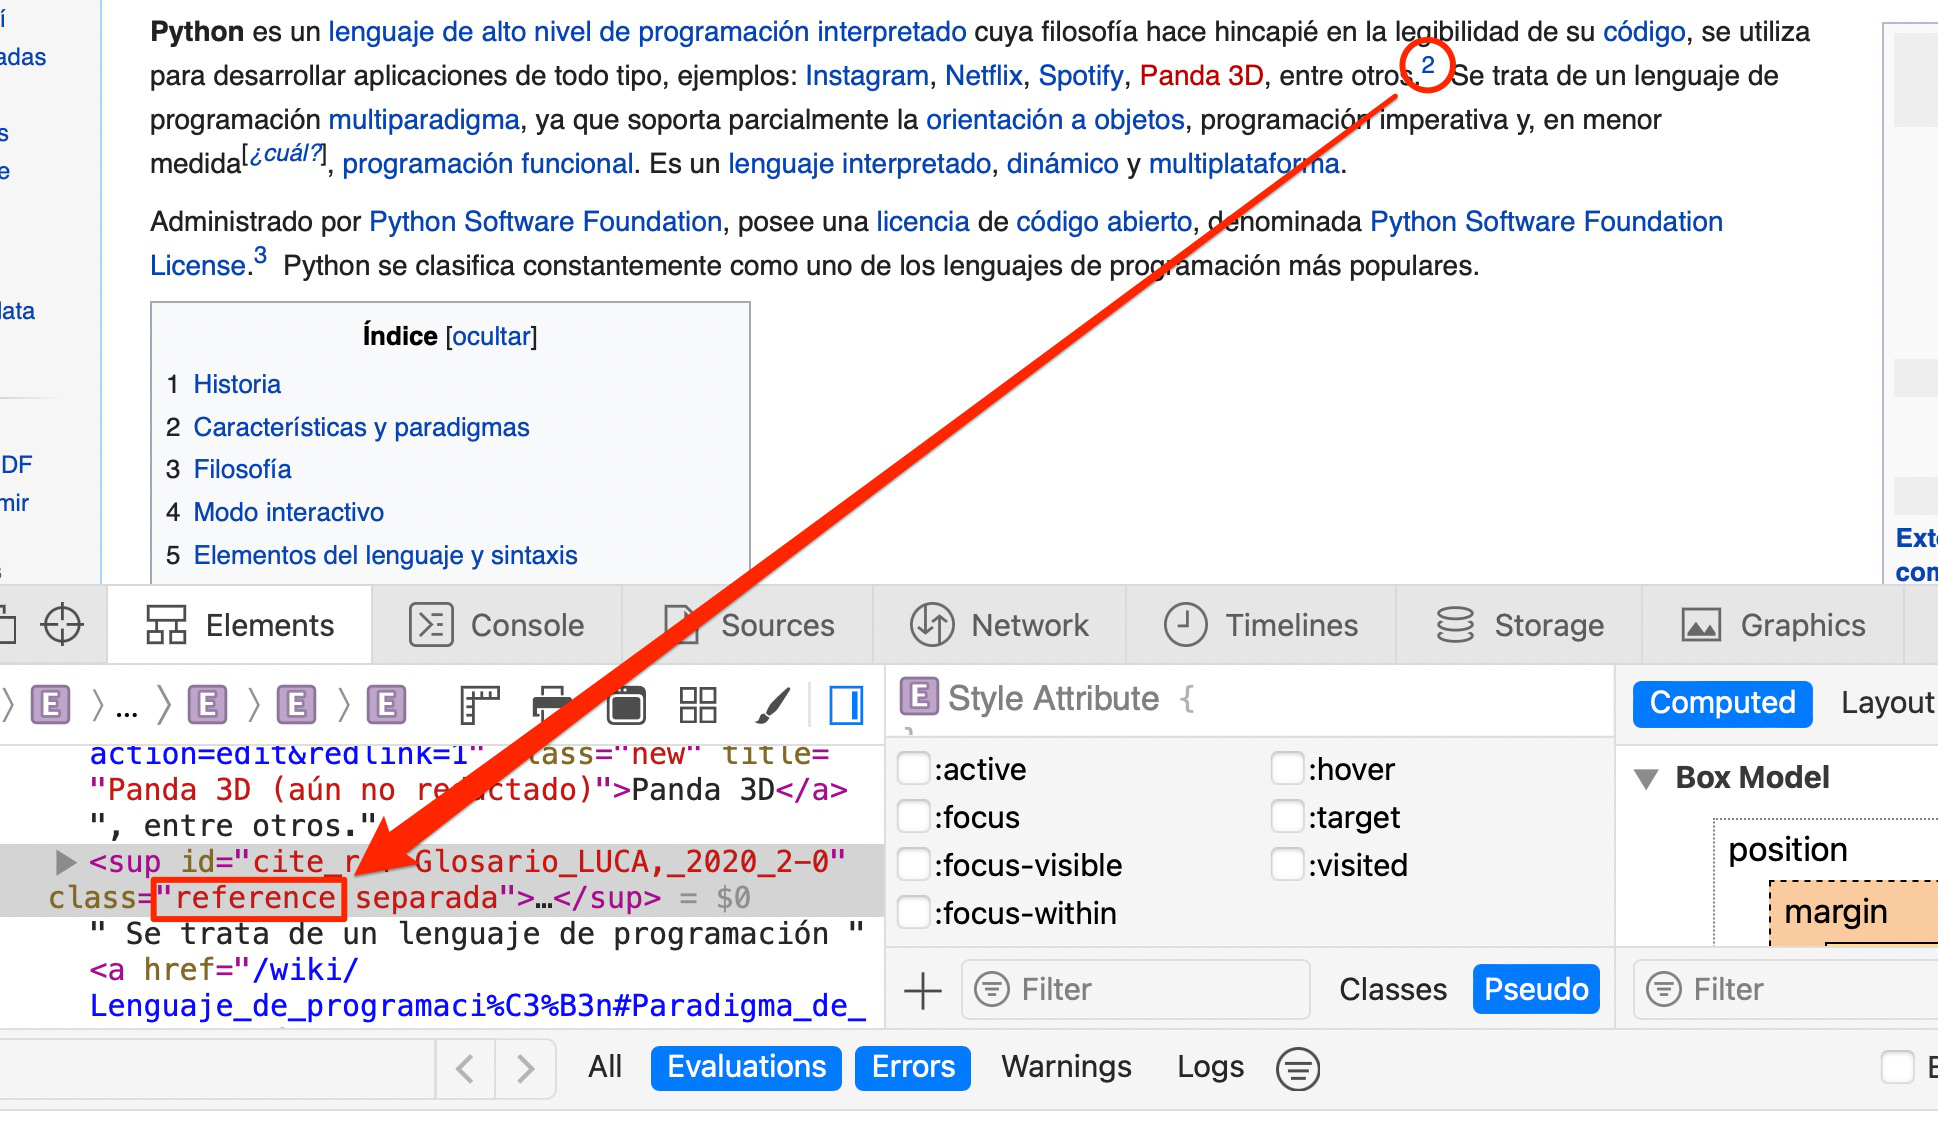 í
adas
s
e
data
DF
mir
s
Python es un lenguaje de alto nivel de programación interpretado cuya filosofía hace hincapié en la legibilidad de su código, se utiliza
para desarrollar aplicaciones de todo tipo, ejemplos: Instagram, Netflix, Spotify, Panda 3D, entre otros.2 Se trata de un lenguaje de
programación multiparadigma, ya que soporta parcialmente la orientación a objetos, programación imperativa y, en menor
medida[¿cuál?], programación funcional. Es un lenguaje interpretado, dinámico y multiplataforma.
Administrado por Python Software Foundation, posee una licencia de código abierto, denominada Python Software Foundation
License.3 Python se clasifica constantemente como uno de los lenguajes de programación más populares.
Índice [ocultar]
1 Historia
2 Características y paradigmas
3 Filosofía
4 Modo interactivo
5 Elementos del lenguaje y sintaxis
Ext
con
Elements Console Sources Network Timelines Storage Graphics
E ... E E E
action=edit&redlink=1" class="new" title=
"Panda 3D (aún no redactado)">Panda 3D</a>
", entre otros."
<sup id="cite_ref-Glosario_LUCA,_2020_2-0"
class="reference separada">…</sup> = $0
" Se trata de un lenguaje de programación "
<a href="/wiki/
Lenguaje_de_programaci%C3%B3n#Paradigma_de_
E Style Attribute {
}
:active :hover
:focus :target
:focus-visible :visited
:focus-within
Filter Classes Pseudo
Computed Layout
Box Model
position
margin
Filter
All Evaluations Errors Warnings Logs
E